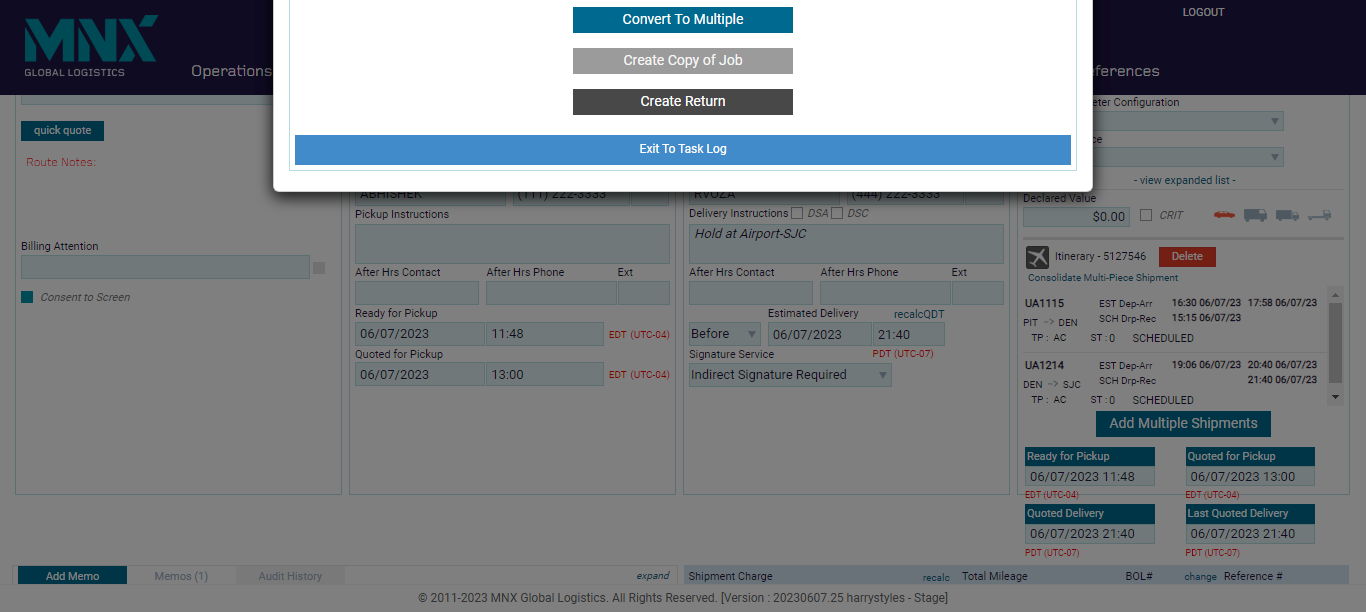 MNX
GLOBAL LOGISTICS
Operations
LOGOUT
Convert To Multiple
Create Copy of Job
Create Return
Exit To Task Log
quick quote
Route Notes:
Billing Attention
Consent to Screen
ABHISHEK (111) 222-3333
Pickup Instructions
After Hrs Contact After Hrs Phone Ext
Ready for Pickup
06/07/2023 11:48 EDT (UTC-04)
Quoted for Pickup
06/07/2023 13:00 EDT (UTC-04)
RVOZA (444) 222-3333
Delivery Instructions DSA DSC
Hold at Airport-SJC
After Hrs Contact After Hrs Phone Ext
Estimated Delivery recalcQDT
Before 06/07/2023 21:40
Signature Service PDT (UTC-07)
Indirect Signature Required
ferences
eter Configuration
ce
- view expanded list -
Declared Value
$0.00 CRIT
Itinerary - 5127546 Delete
Consolidate Multi-Piece Shipment
UA1115 EST Dep-Arr 16:30 06/07/23 17:58 06/07/23
PIT -> DEN SCH Drp-Rec 15:15 06/07/23
TP : AC ST : 0 SCHEDULED
UA1214 EST Dep-Arr 19:06 06/07/23 20:40 06/07/23
DEN -> SJC SCH Drp-Rec 21:40 06/07/23
TP : AC ST : 0 SCHEDULED
Add Multiple Shipments
Ready for Pickup Quoted for Pickup
06/07/2023 11:48 06/07/2023 13:00
EDT (UTC-04) EDT (UTC-04)
Quoted Delivery Last Quoted Delivery
06/07/2023 21:40 06/07/2023 21:40
PDT (UTC-07) PDT (UTC-07)
Add Memo Memos (1) Audit History expand
Shipment Charge recalc Total Mileage BOL# change Reference #
© 2011-2023 MNX Global Logistics. All Rights Reserved. [Version : 20230607.25 harrystyles - Stage]